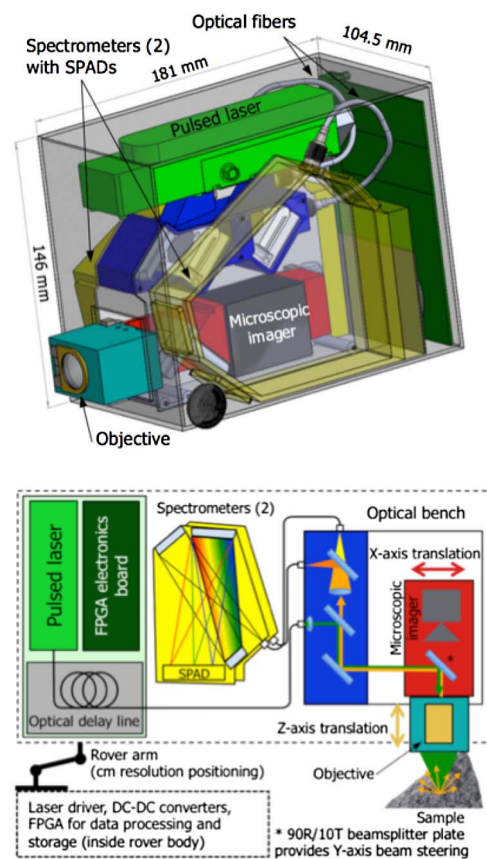 Optical fibers
Spectrometers (2)
with SPADs
181 mm
104.5 mm
Pulsed laser
146 mm
Microscopic
imager
Objective
Spectrometers (2)
Optical bench
Pulsed laser
FPGA electronics
board
X-axis translation
Microscopic
imager
*
SPAD
Optical delay line
Z-axis translation
Rover arm
(cm resolution positioning)
Objective
Laser driver, DC-DC converters,
FPGA for data processing and
storage (inside rover body)
Sample
* 90R/10T beamsplitter plate
provides Y-axis beam steering